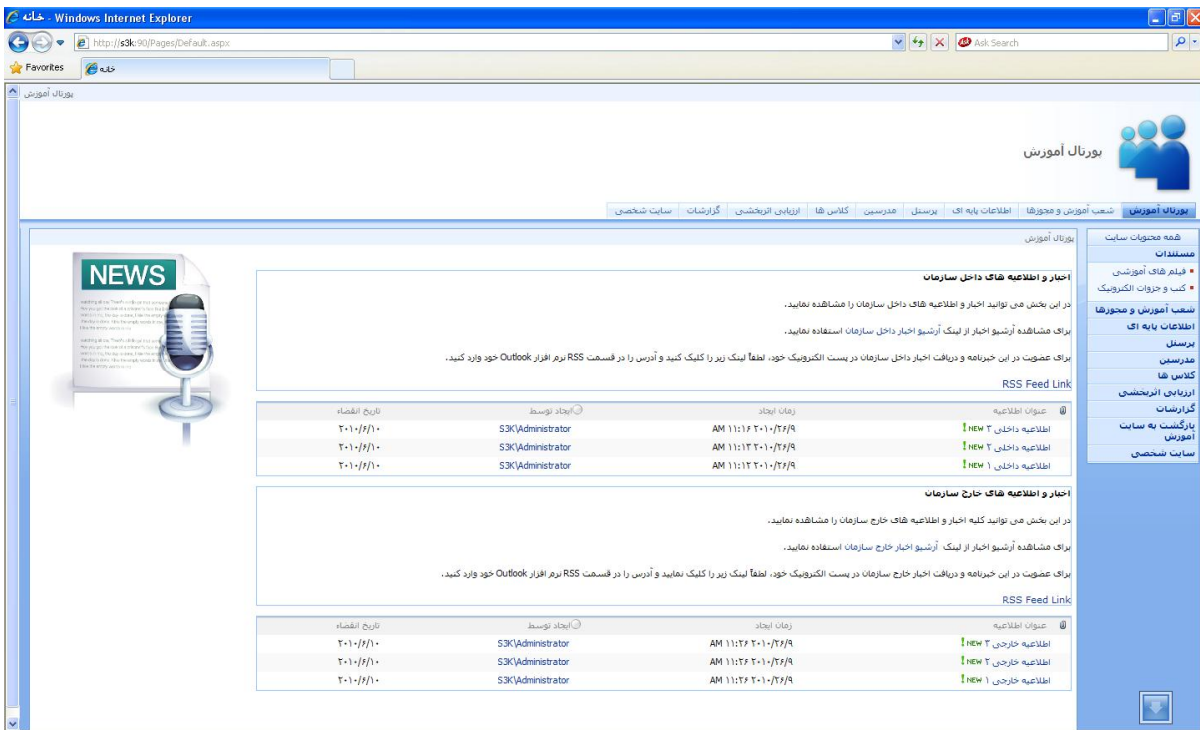 خانه - Windows Internet Explorer
http://s3k:90/Pages/Default.aspx
Ask Search
Favorites
خانه
پورتال آموزش
پورتال آموزش
پورتال آموزش شعب آموزش و مجوزها اطلاعات پایه ای پرسنل مدرسین کلاس ها ارزیابی اثربخشی گزارشات سایت شخصی
همه محتویات سایت
مستندات
فیلم های آموزشی
کتب و جزوات الکترونیک
شعب آموزش و مجوزها
اطلاعات پایه ای
پرسنل
مدرسین
کلاس ها
ارزیابی اثربخشی
گزارشات
بازگشت به سایت آموزش
سایت شخصی
پورتال آموزش
NEWS
اخبار و اطلاعیه های داخل سازمان
در این بخش می توانید اخبار و اطلاعیه های داخل سازمان را مشاهده نمایید.
برای مشاهده آرشیو اخبار از لینک آرشیو اخبار داخل سازمان استفاده نمایید.
برای عضویت در این خبرنامه و دریافت اخبار داخل سازمان در پست الکترونیک خود، لطفاً لینک زیر را کلیک کنید و آدرس را در قسمت RSS نرم افزار Outlook خود وارد کنید.
RSS Feed Link
عنوان اطلاعیه زمان ایجاد ایجاد توسط تاریخ انقضاء
اطلاعیه داخلی ۳ NEW ! ۲۰۱۰/۲۶/۹ ۱۱:۱۶ AM S3K\Administrator ۲۰۱۰/۶/۱۰
اطلاعیه داخلی ۲ NEW ! ۲۰۱۰/۲۶/۹ ۱۱:۱۳ AM S3K\Administrator ۲۰۱۰/۶/۱۰
اطلاعیه داخلی ۱ NEW ! ۲۰۱۰/۲۶/۹ ۱۱:۱۲ AM S3K\Administrator ۲۰۱۰/۶/۱۰
اخبار و اطلاعیه های خارج سازمان
در این بخش می توانید کلیه اخبار و اطلاعیه های خارج سازمان را مشاهده نمایید.
برای مشاهده آرشیو اخبار از لینک آرشیو اخبار خارج سازمان استفاده نمایید.
برای عضویت در این خبرنامه و دریافت اخبار خارج سازمان در پست الکترونیک خود، لطفاً لینک زیر را کلیک نمایید و آدرس را در قسمت RSS نرم افزار Outlook خود وارد کنید.
RSS Feed Link
عنوان اطلاعیه زمان ایجاد ایجاد توسط تاریخ انقضاء
اطلاعیه خارجی ۳ NEW ! ۲۰۱۰/۲۶/۹ ۱۱:۲۶ AM S3K\Administrator ۲۰۱۰/۶/۱۰
اطلاعیه خارجی ۲ NEW ! ۲۰۱۰/۲۶/۹ ۱۱:۲۶ AM S3K\Administrator ۲۰۱۰/۶/۱۰
اطلاعیه خارجی ۱ NEW ! ۲۰۱۰/۲۶/۹ ۱۱:۲۶ AM S3K\Administrator ۲۰۱۰/۶/۱۰